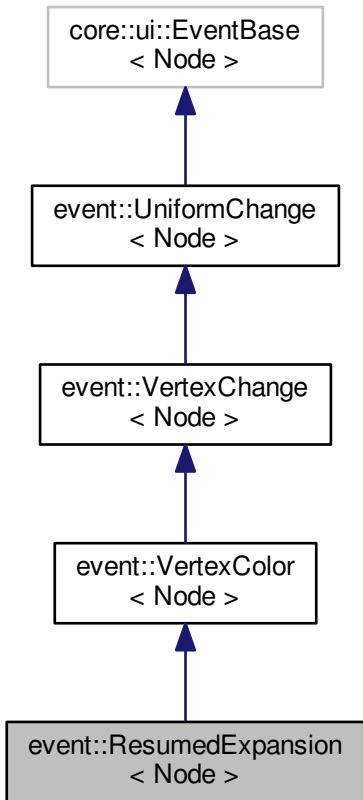 core::ui::EventBase
< Node >
event::UniformChange
< Node >
event::VertexChange
< Node >
event::VertexColor
< Node >
event::ResumedExpansion
< Node >